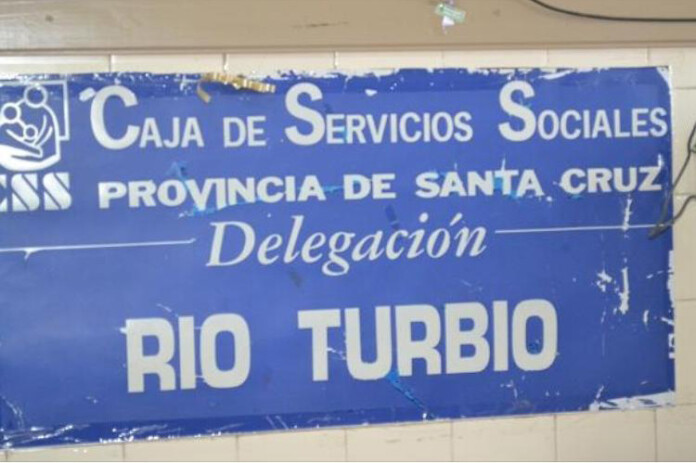 CAJA DE SERVICIOS SOCIALES
CSS PROVINCIA DE SANTA CRUZ
Delegación
RIO TURBIO